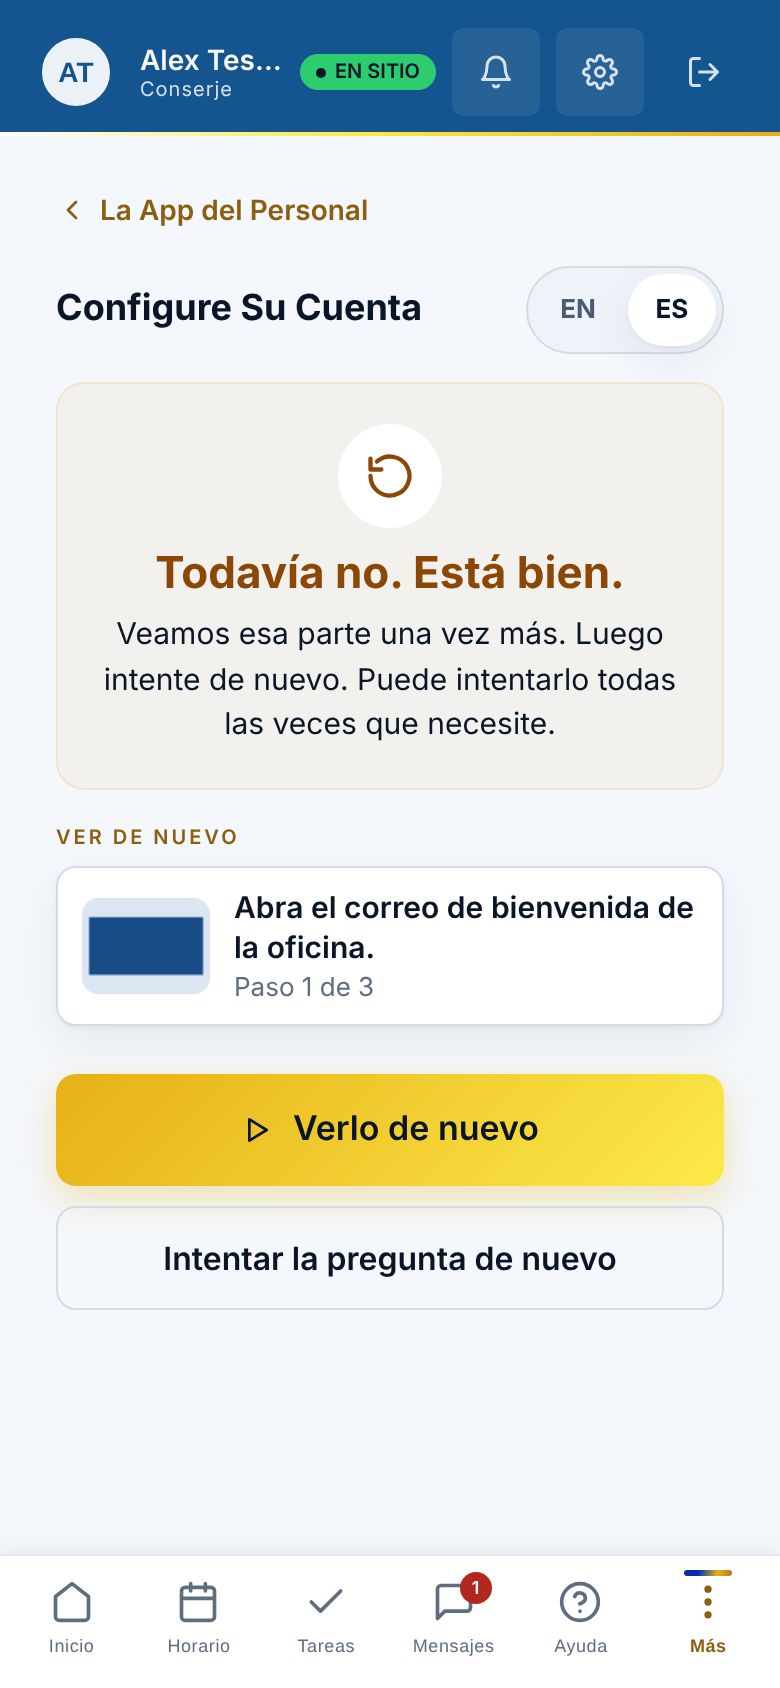 AT
Alex Tes...
Conserje
EN SITIO
La App del Personal
Configure Su Cuenta
EN
ES
Todavía no. Está bien.
Veamos esa parte una vez más. Luego
intente de nuevo. Puede intentarlo todas
las veces que necesite.
VER DE NUEVO
Abra el correo de bienvenida de
la oficina.
Paso 1 de 3
Verlo de nuevo
Intentar la pregunta de nuevo
1
Inicio
Horario
Tareas
Mensajes
Ayuda
Más